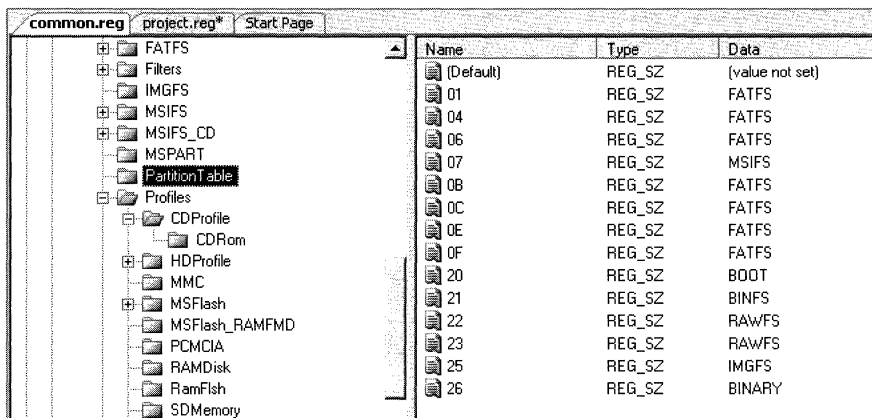 common.reg project.reg* Start Page
FATFS
Filters
IMGFS
MSIFS
MSIFS_CD
MSPART
PartitionTable
Profiles
CDProfile
CDRom
HDProfile
MMC
MSFlash
MSFlash_RAMFMD
PCMCIA
RAMDisk
RamFlsh
SDMemory
Name Type Data
(Default) REG_SZ (value not set)
01 REG_SZ FATFS
04 REG_SZ FATFS
06 REG_SZ FATFS
07 REG_SZ MSIFS
0B REG_SZ FATFS
0C REG_SZ FATFS
0E REG_SZ FATFS
0F REG_SZ FATFS
20 REG_SZ BOOT
21 REG_SZ BINFS
22 REG_SZ RAWFS
23 REG_SZ RAWFS
25 REG_SZ IMGFS
26 REG_SZ BINARY